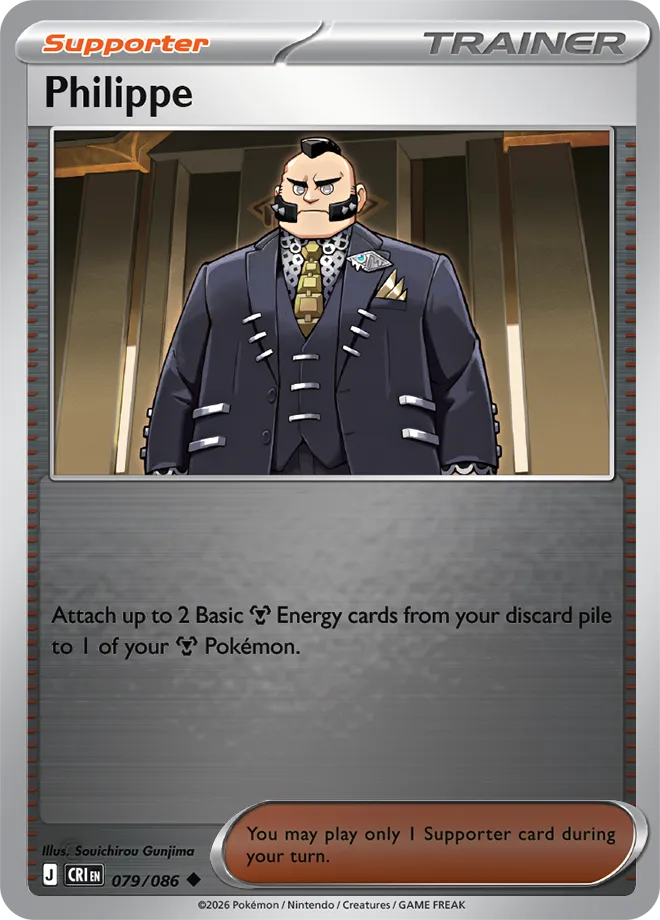 Supporter
TRAINER
Philippe
Attach up to 2 Basic Energy cards from your discard pile
to 1 of your Pokémon.
You may play only 1 Supporter card during
your turn.
Illus. Souichirou Gunjima
J CRI EN 079/086
©2026 Pokémon / Nintendo / Creatures / GAME FREAK